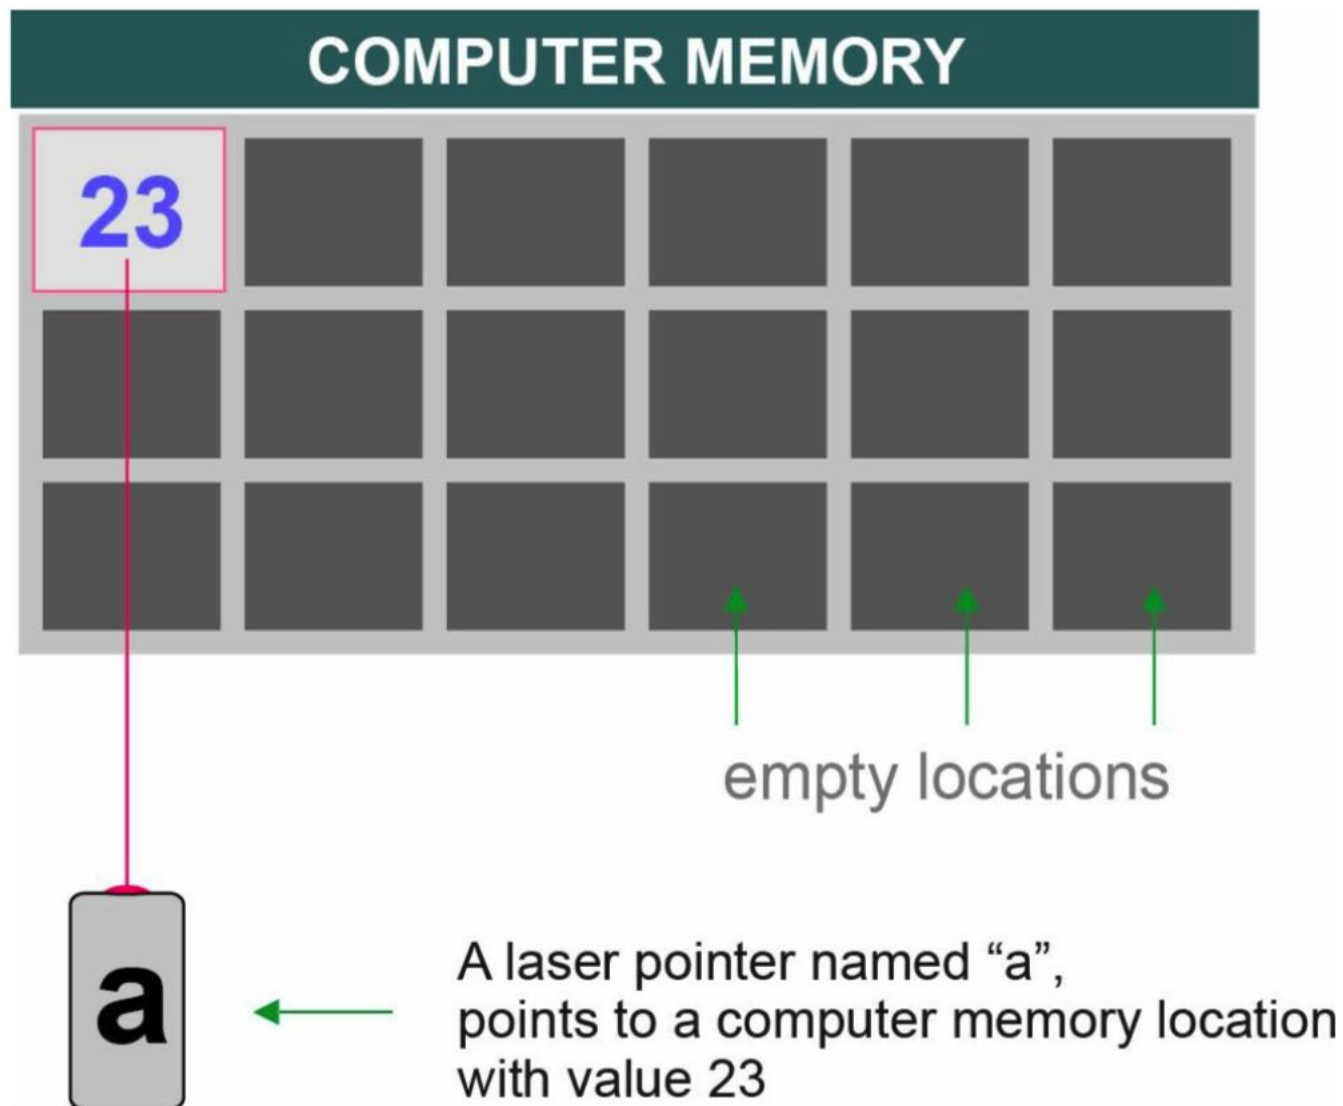 COMPUTER MEMORY
23
empty locations
a
A laser pointer named “a”,
points to a computer memory location
with value 23